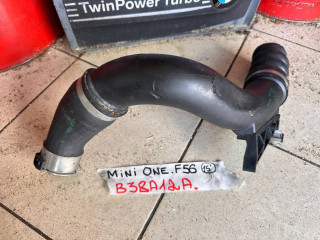 TwinPower Turbo
MINI ONE.F56 15
B38A12A.